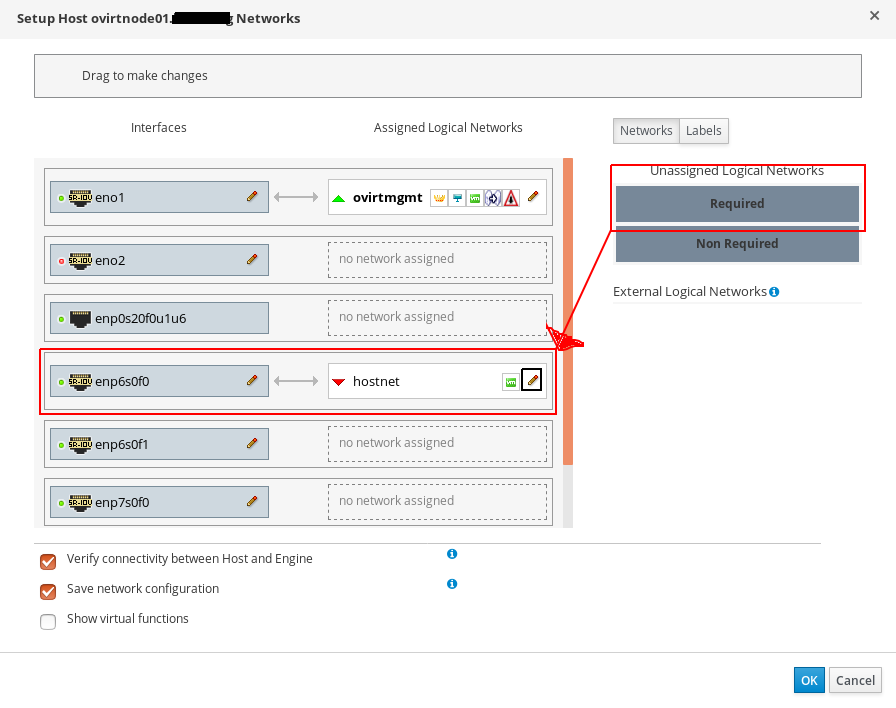 Setup Host ovirtnode01. g Networks
Drag to make changes
Interfaces
Assigned Logical Networks
Networks
Labels
Unassigned Logical Networks
Required
Non Required
External Logical Networks
SR-IOV eno1
ovirtmgmt
vm
SR-IOV eno2
no network assigned
enp0s20f0u1u6
no network assigned
SR-IOV enp6s0f0
hostnet
vm
SR-IOV enp6s0f1
no network assigned
SR-IOV enp7s0f0
no network assigned
Verify connectivity between Host and Engine
Save network configuration
Show virtual functions
OK
Cancel